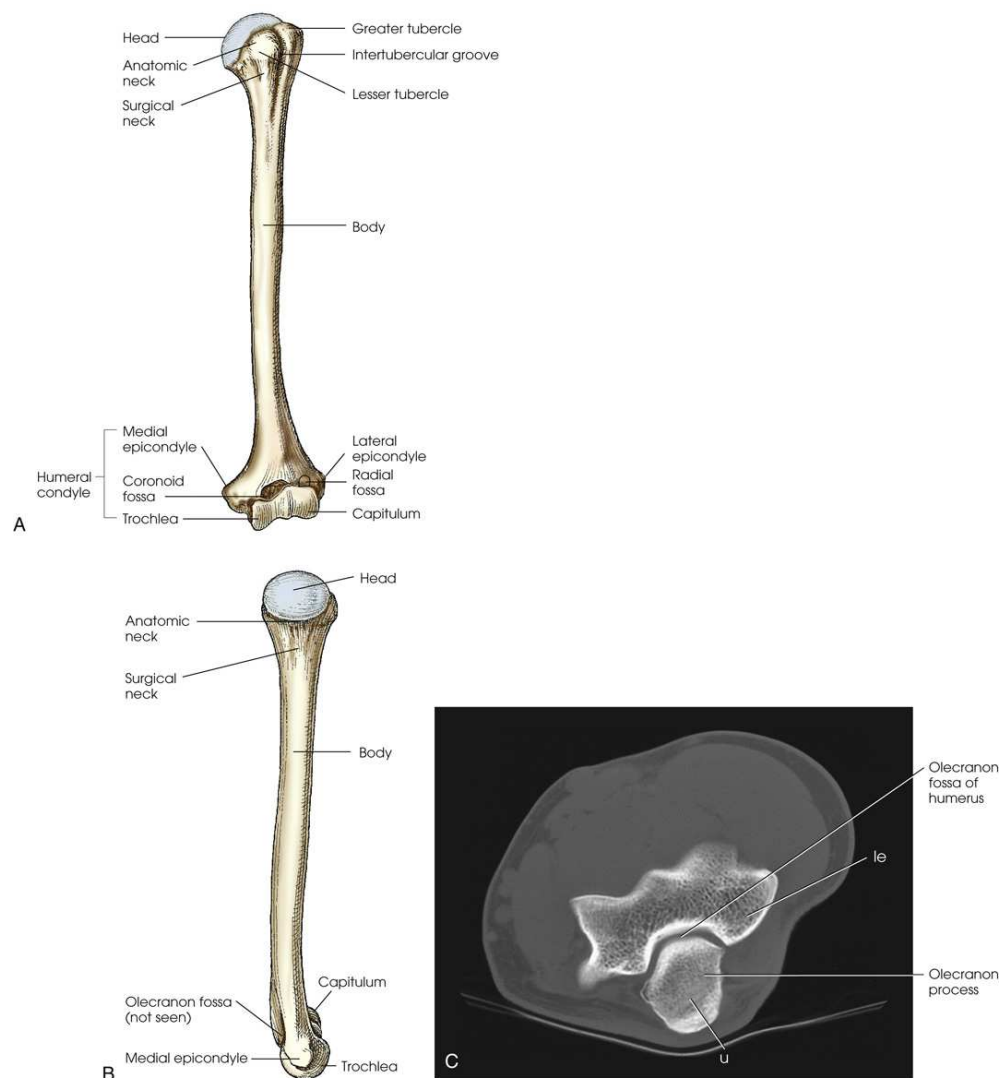 Head
Anatomic
neck
Surgical
neck
Greater tubercle
Intertubercular groove
Lesser tubercle
Body
Medial
epicondyle
Humeral
condyle
Coronoid
fossa
Trochlea
Lateral
epicondyle
Radial
fossa
Capitulum
A
Head
Anatomic
neck
Surgical
neck
Body
Capitulum
Olecranon fossa
(not seen)
Medial epicondyle
Trochlea
B
Olecranon
fossa of
humerus
le
Olecranon
process
u
C